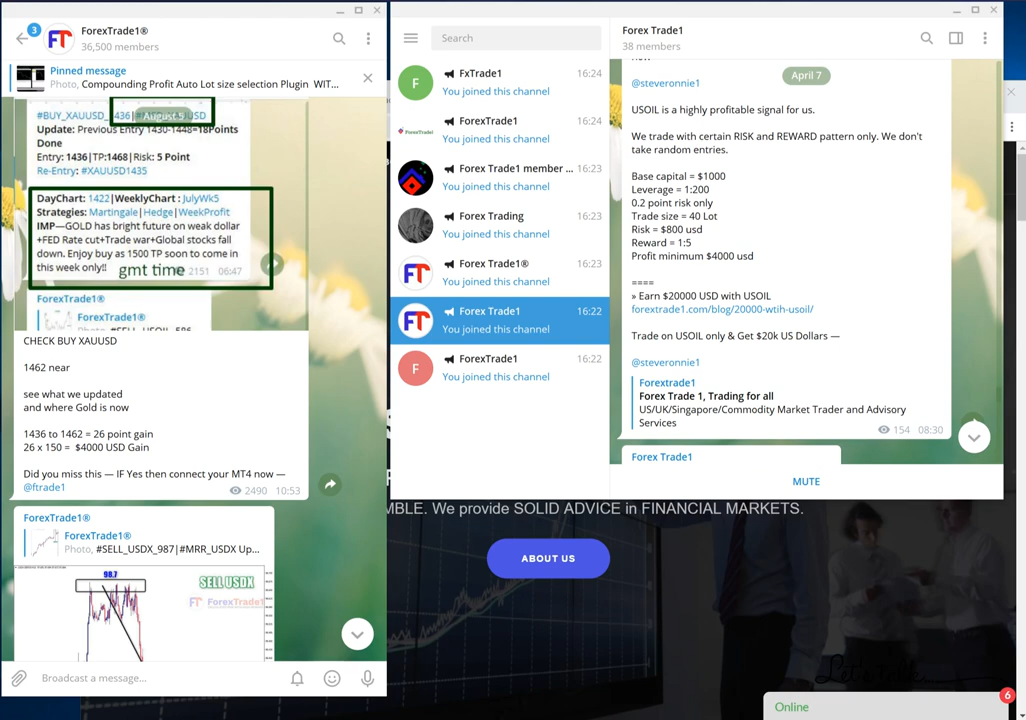 3
ForexTrade1®
36,500 members
Pinned message
Photo, Compounding Profit Auto Lot size selection Plugin WIT...
August 5
#BUY_XAUUSD_1436|
Update: Previous Entry 1430-1448=18Points
Done
Entry: 1436|TP:1468|Risk: 5 Point
Re-Entry: #XAUUSD1435
DayChart: 1422|WeeklyChart : JulyWk5
Strategies: Martingale|Hedge|WeekProfit
IMP—GOLD has bright future on weak dollar
+FED Rate cut+Trade war+Global stocks fall
down. Enjoy buy as 1500 TP soon to come in
this week only!!
gmt time
2151 06:47
ForexTrade1®
ForexTrade1®
CHECK BUY XAUUSD
1462 near
see what we updated
and where Gold is now
1436 to 1462 = 26 point gain
26 x 150 = $4000 USD Gain
Did you miss this — IF Yes then connect your MT4 now —
@ftrade1
2490 10:53
ForexTrade1®
ForexTrade1®
Photo, #SELL_USDX_987|#MRR_USDX Up...
98.7
SELL USDX
FT ForexTrade1
Broadcast a message...
Search
F
FxTrade1
16:24
You joined this channel
ForexTrade1
ForexTrade1
16:24
You joined this channel
Forex Trade1 member ...
16:23
You joined this channel
Forex Trading
16:23
You joined this channel
FT
Forex Trade1®
16:23
You joined this channel
FT
Forex Trade1
16:22
You joined this channel
F
ForexTrade1
16:22
You joined this channel
Forex Trade1
38 members
April 7
@steveronnie1
USOIL is a highly profitable signal for us.
We trade with certain RISK and REWARD pattern only. We don't
take random entries.
Base capital = $1000
Leverage = 1:200
0.2 point risk only
Trade size = 40 Lot
Risk = $800 usd
Reward = 1:5
Profit minimum $4000 usd
====
» Earn $20000 USD with USOIL
forextrade1.com/blog/20000-wtih-usoil/
Trade on USOIL only & Get $20k US Dollars —
@steveronnie1
Forextrade1
Forex Trade 1, Trading for all
US/UK/Singapore/Commodity Market Trader and Advisory
Services
154 08:30
Forex Trade1
MUTE
MBLE. We provide SOLID ADVICE in FINANCIAL MARKETS.
ABOUT US
Let's talk
Online
6